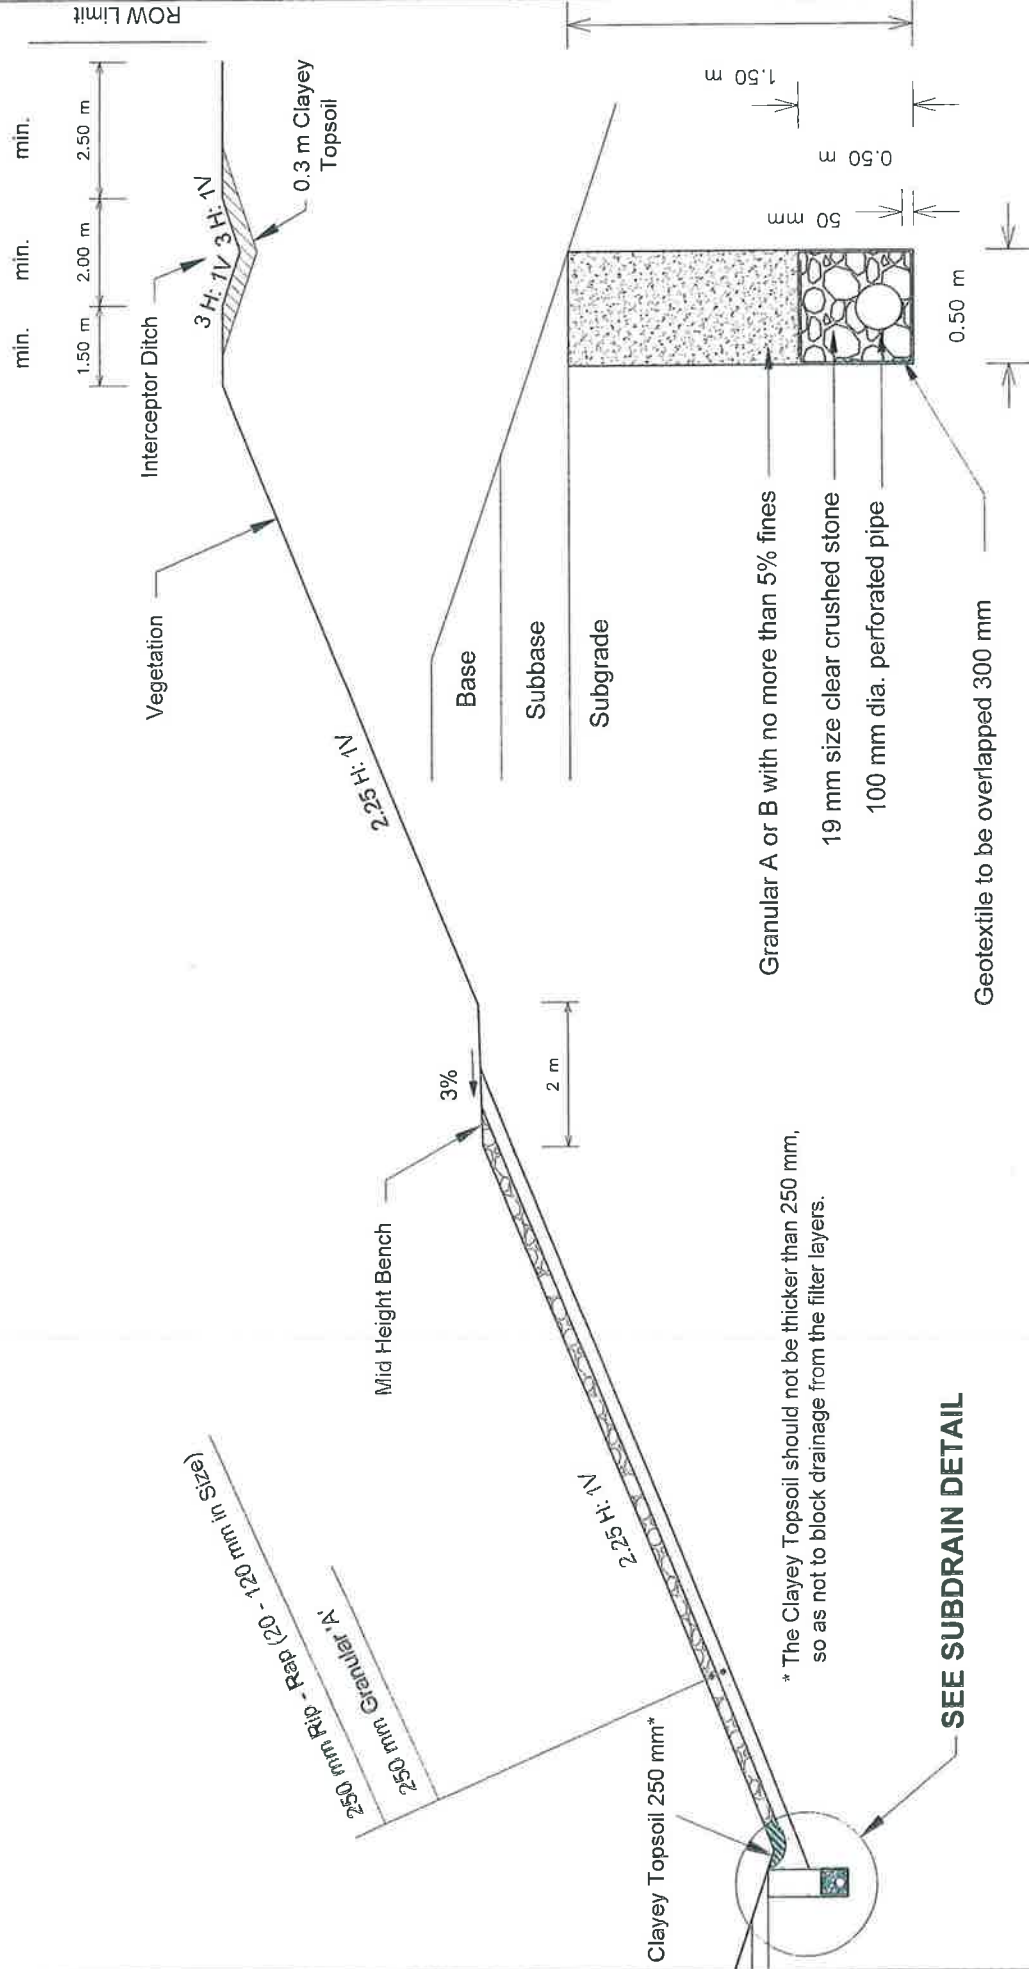 ROW Limit
min.
min.
min.
1.50 m
2.00 m
2.50 m
Interceptor Ditch
3 H: 1V
3 H: 1V
0.3 m Clayey
Topsoil
Vegetation
2.25 H: 1V
3%
2 m
Mid Height Bench
250 mm Rip - Rap (20 - 120 mm in Size)
250 mm Granular 'A'
2.25 H: 1V
Clayey Topsoil 250 mm*
* The Clayey Topsoil should not be thicker than 250 mm,
so as not to block drainage from the filter layers.
SEE SUBDRAIN DETAIL
Base
Subbase
Subgrade
1.50 m
0.50 m
50 mm
0.50 m
Granular A or B with no more than 5% fines
19 mm size clear crushed stone
100 mm dia. perforated pipe
Geotextile to be overlapped 300 mm